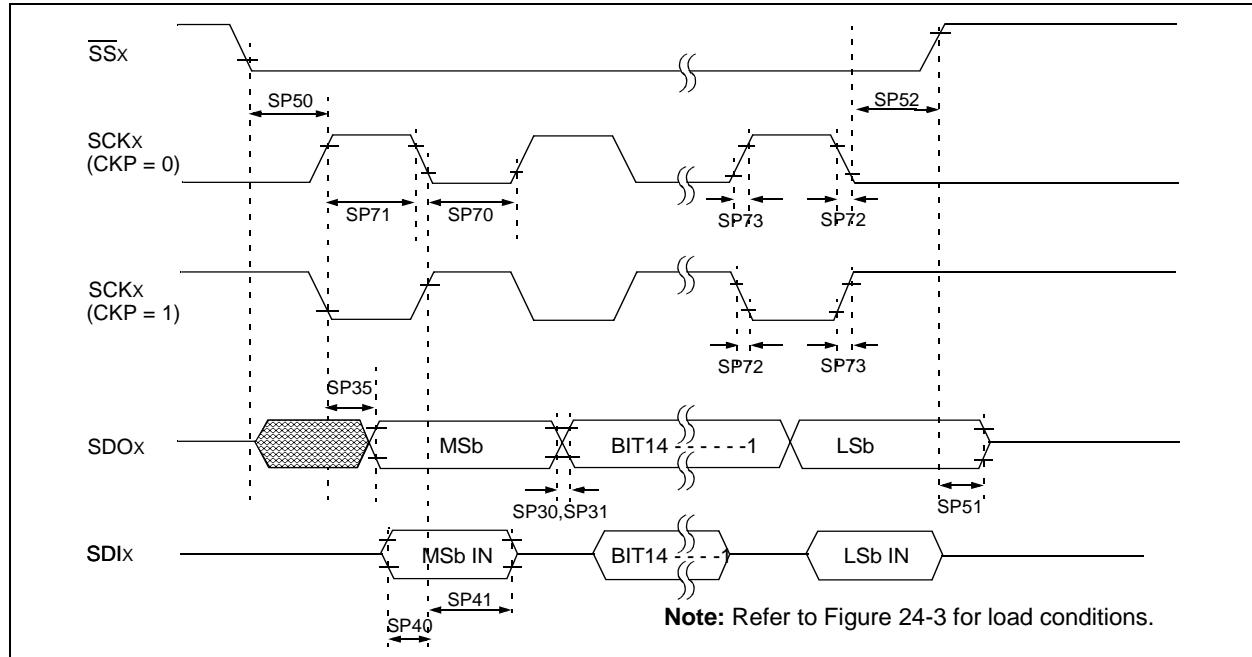 SSX
SP50
SP52
SCKX
(CKP = 0)
SP71
SP70
SP73
SP72
SCKX
(CKP = 1)
SP72
SP73
SP35
SDOX
MSb
BIT14 - - - - - -1
LSb
SP30,SP31
SP51
SDIX
MSb IN
BIT14 - - - -1
LSb IN
SP41
SP40
Note: Refer to Figure 24-3 for load conditions.